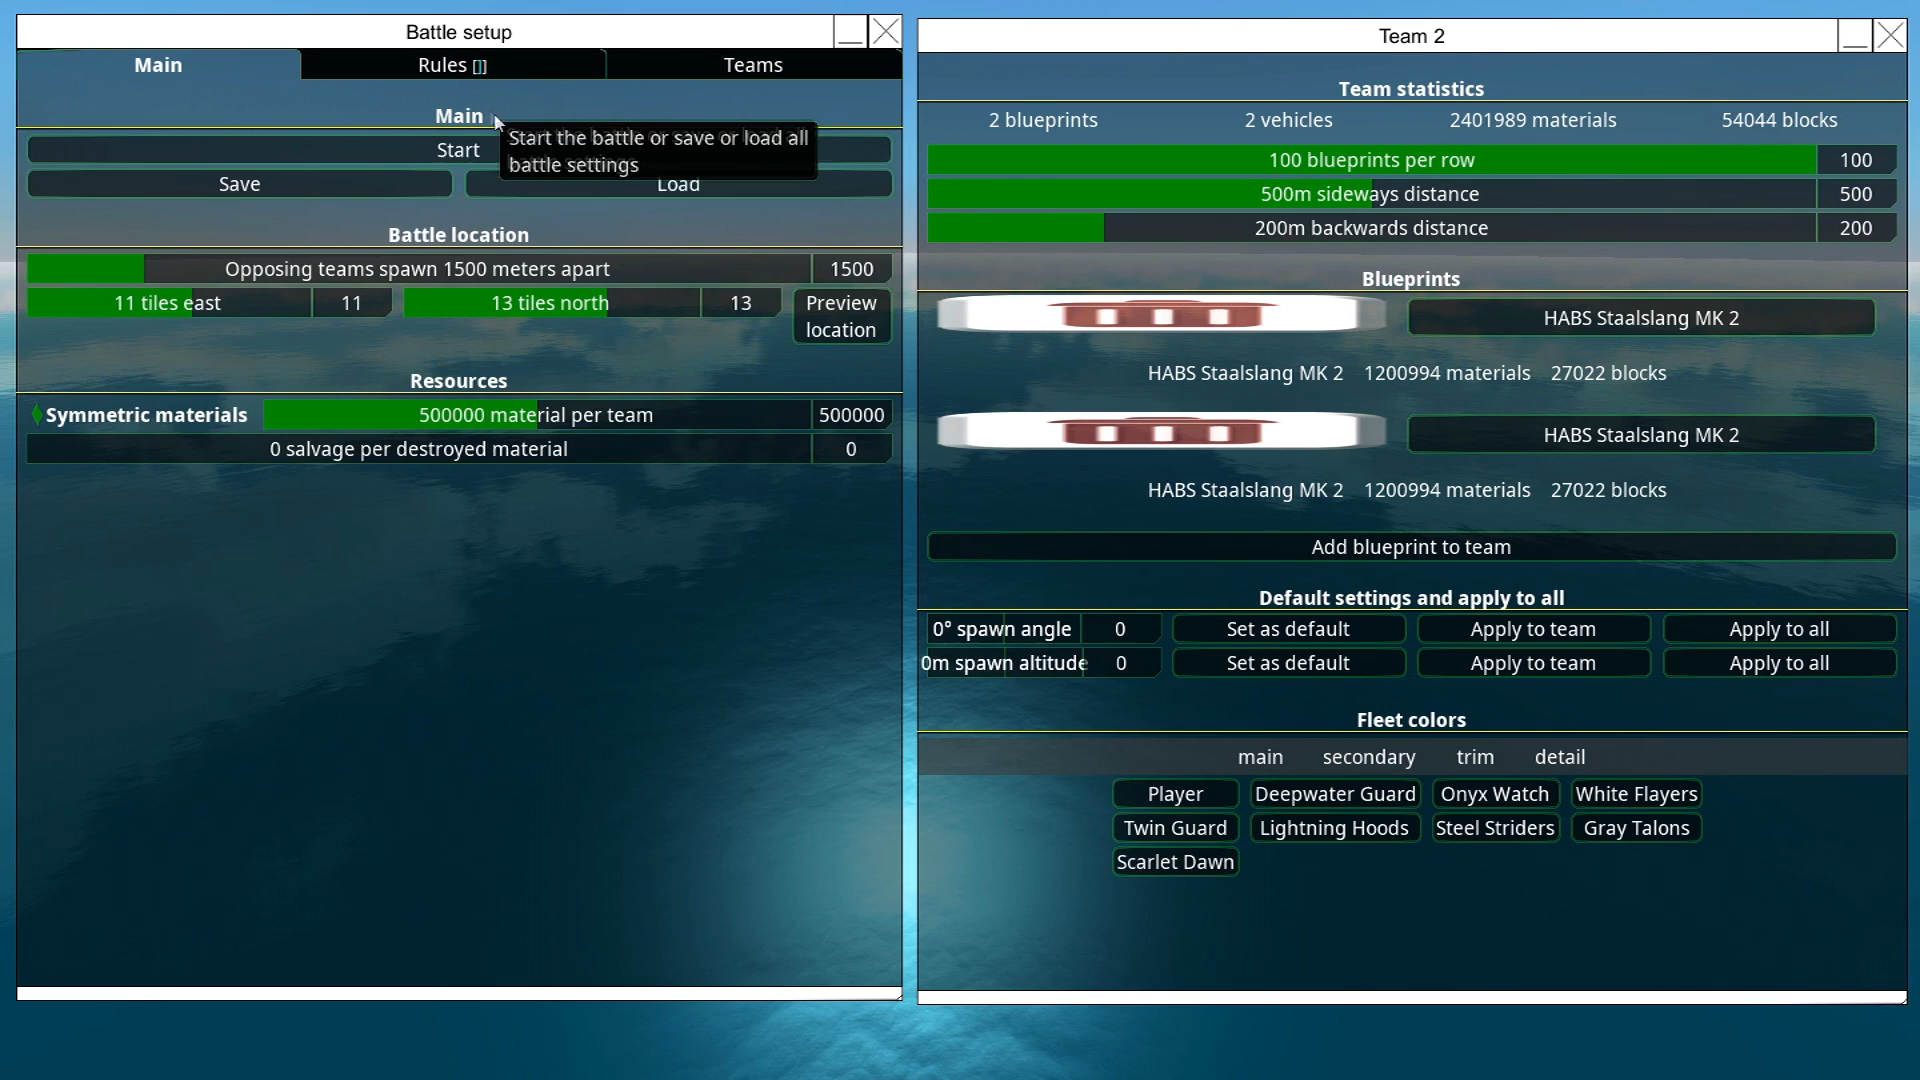 Battle setup
Main
Rules []
Teams
Main
Start the battle or save or load all
battle settings
Start
Save
Load
Battle location
Opposing teams spawn 1500 meters apart
1500
11 tiles east
11
13 tiles north
13
Preview
location
Resources
Symmetric materials
500000 material per team
500000
0 salvage per destroyed material
0
Team 2
Team statistics
2 blueprints
2 vehicles
2401989 materials
54044 blocks
100 blueprints per row
100
500m sideways distance
500
200m backwards distance
200
Blueprints
HABS Staalslang MK 2
HABS Staalslang MK 2 1200994 materials 27022 blocks
HABS Staalslang MK 2
HABS Staalslang MK 2 1200994 materials 27022 blocks
Add blueprint to team
Default settings and apply to all
0° spawn angle
0
Set as default
Apply to team
Apply to all
0m spawn altitude
0
Set as default
Apply to team
Apply to all
Fleet colors
main secondary trim detail
Player
Deepwater Guard
Onyx Watch
White Flayers
Twin Guard
Lightning Hoods
Steel Striders
Gray Talons
Scarlet Dawn